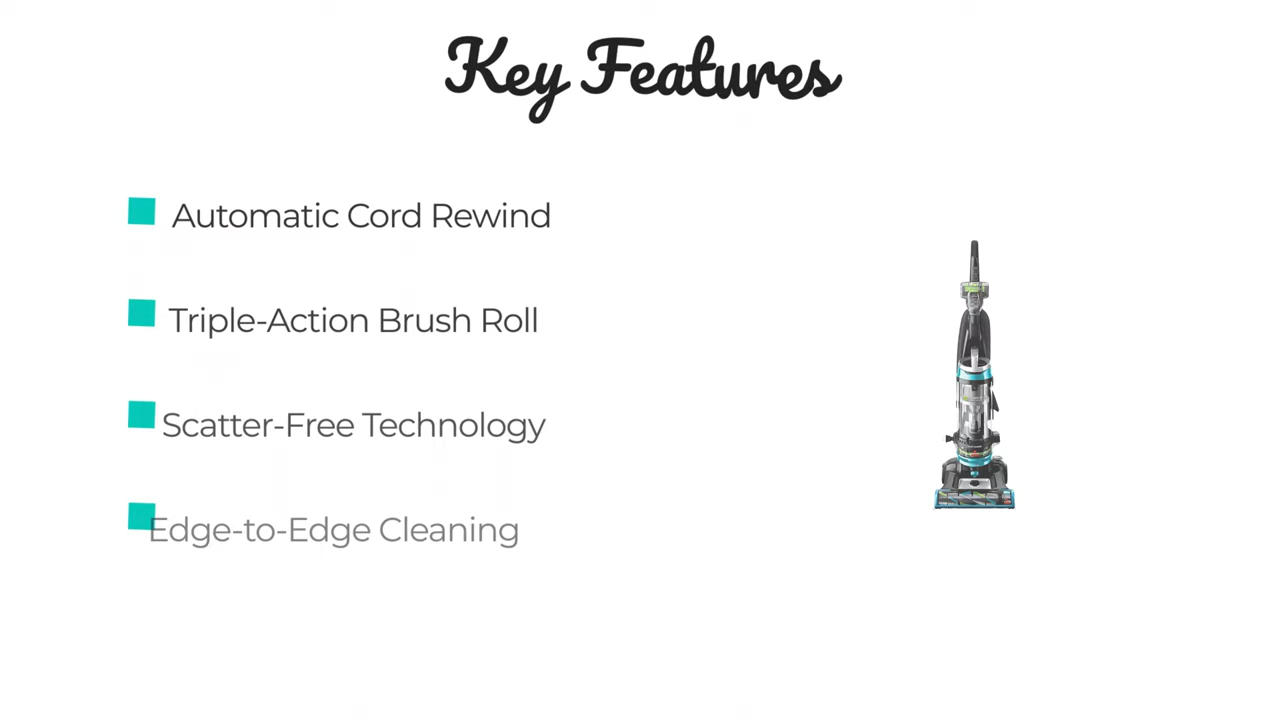 Key Features
Automatic Cord Rewind
Triple-Action Brush Roll
Scatter-Free Technology
Edge-to-Edge Cleaning